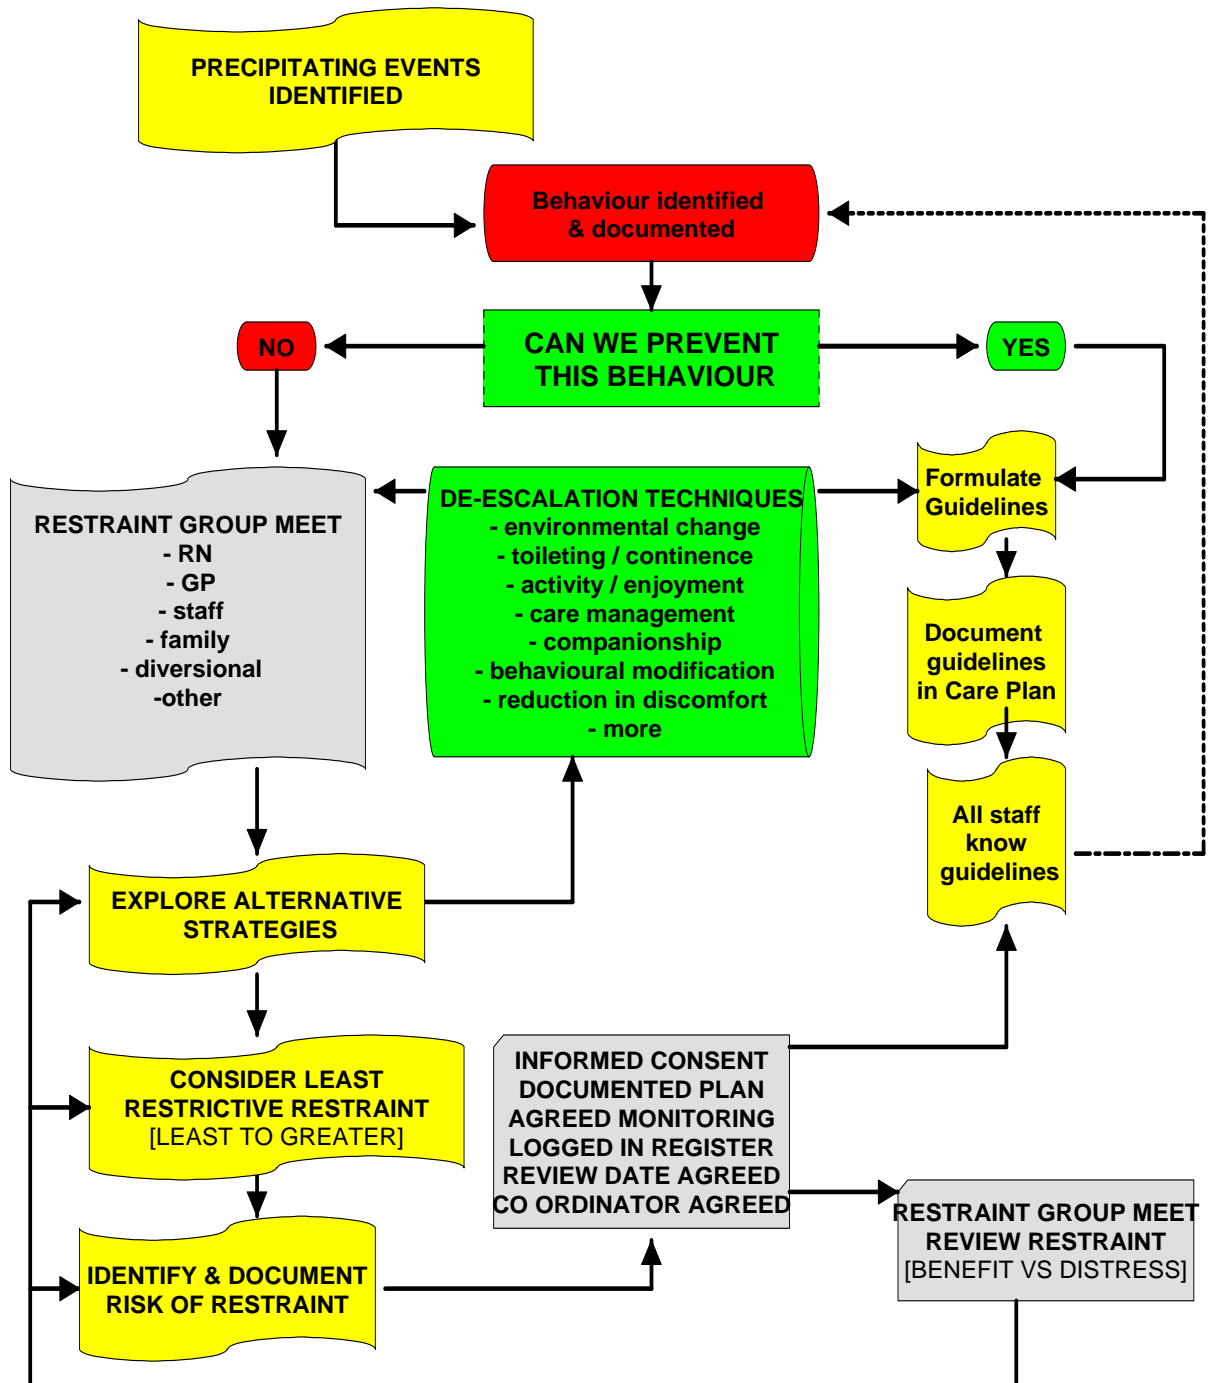 PRECIPITATING EVENTS
IDENTIFIED
Behaviour identified
& documented
NO
CAN WE PREVENT
THIS BEHAVIOUR
YES
RESTRAINT GROUP MEET
- RN
- GP
- staff
- family
- diversional
-other
DE-ESCALATION TECHNIQUES
- environmental change
- toileting / continence
- activity / enjoyment
- care management
- companionship
- behavioural modification
- reduction in discomfort
- more
Formulate
Guidelines
Document
guidelines
in Care Plan
All staff
know
guidelines
EXPLORE ALTERNATIVE
STRATEGIES
CONSIDER LEAST
RESTRICTIVE RESTRAINT
[LEAST TO GREATER]
IDENTIFY & DOCUMENT
RISK OF RESTRAINT
INFORMED CONSENT
DOCUMENTED PLAN
AGREED MONITORING
LOGGED IN REGISTER
REVIEW DATE AGREED
CO ORDINATOR AGREED
RESTRAINT GROUP MEET
REVIEW RESTRAINT
[BENEFIT VS DISTRESS]